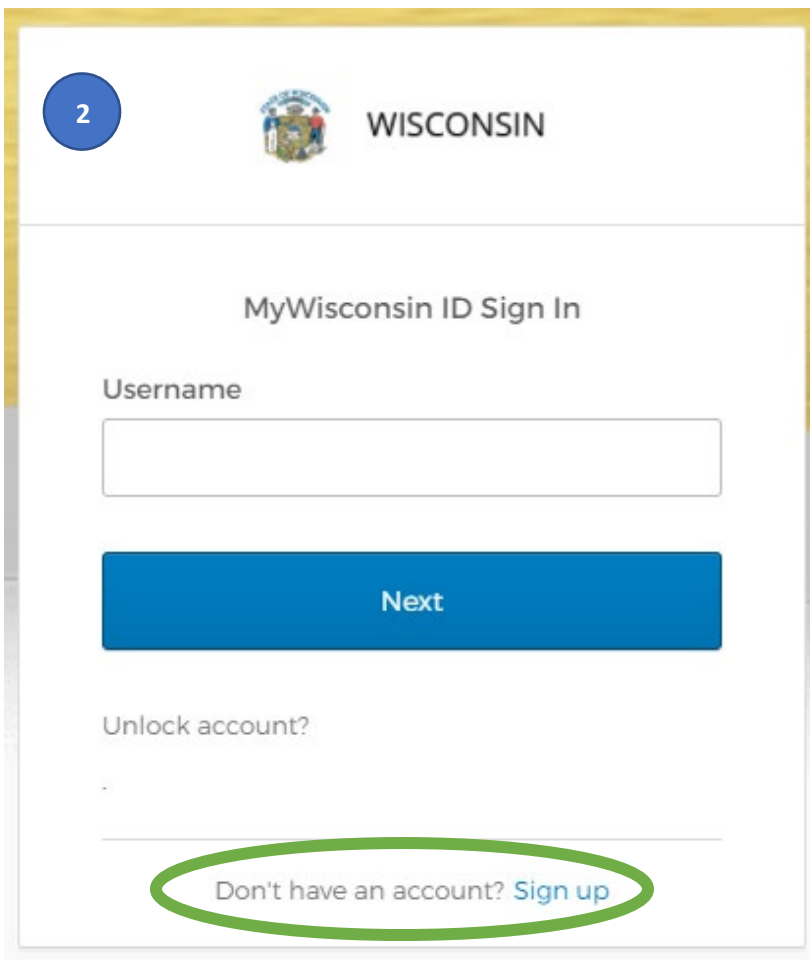 2
WISCONSIN
MyWisconsin ID Sign In
Username
Next
Unlock account?
.
Don't have an account? Sign up